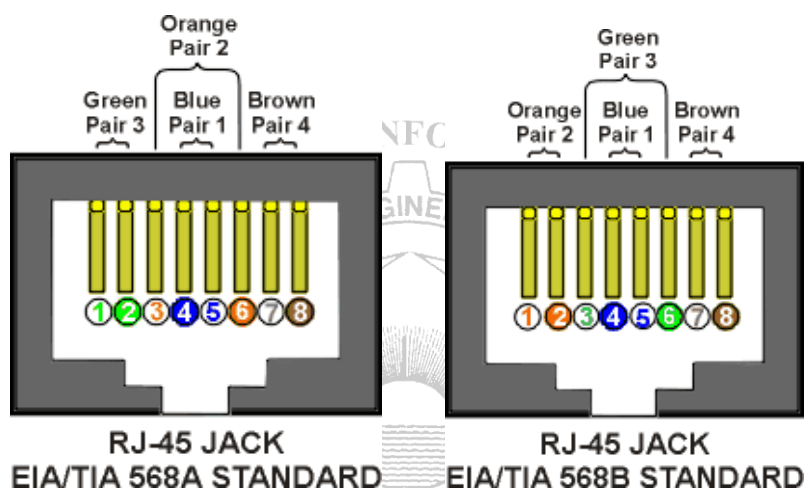 Orange
Pair 2
Green
Pair 3
Blue
Pair 1
Brown
Pair 4
1 2 3 4 5 6 7 8
RJ-45 JACK
EIA/TIA 568A STANDARD
Green
Pair 3
Orange
Pair 2
Blue
Pair 1
Brown
Pair 4
1 2 3 4 5 6 7 8
RJ-45 JACK
EIA/TIA 568B STANDARD